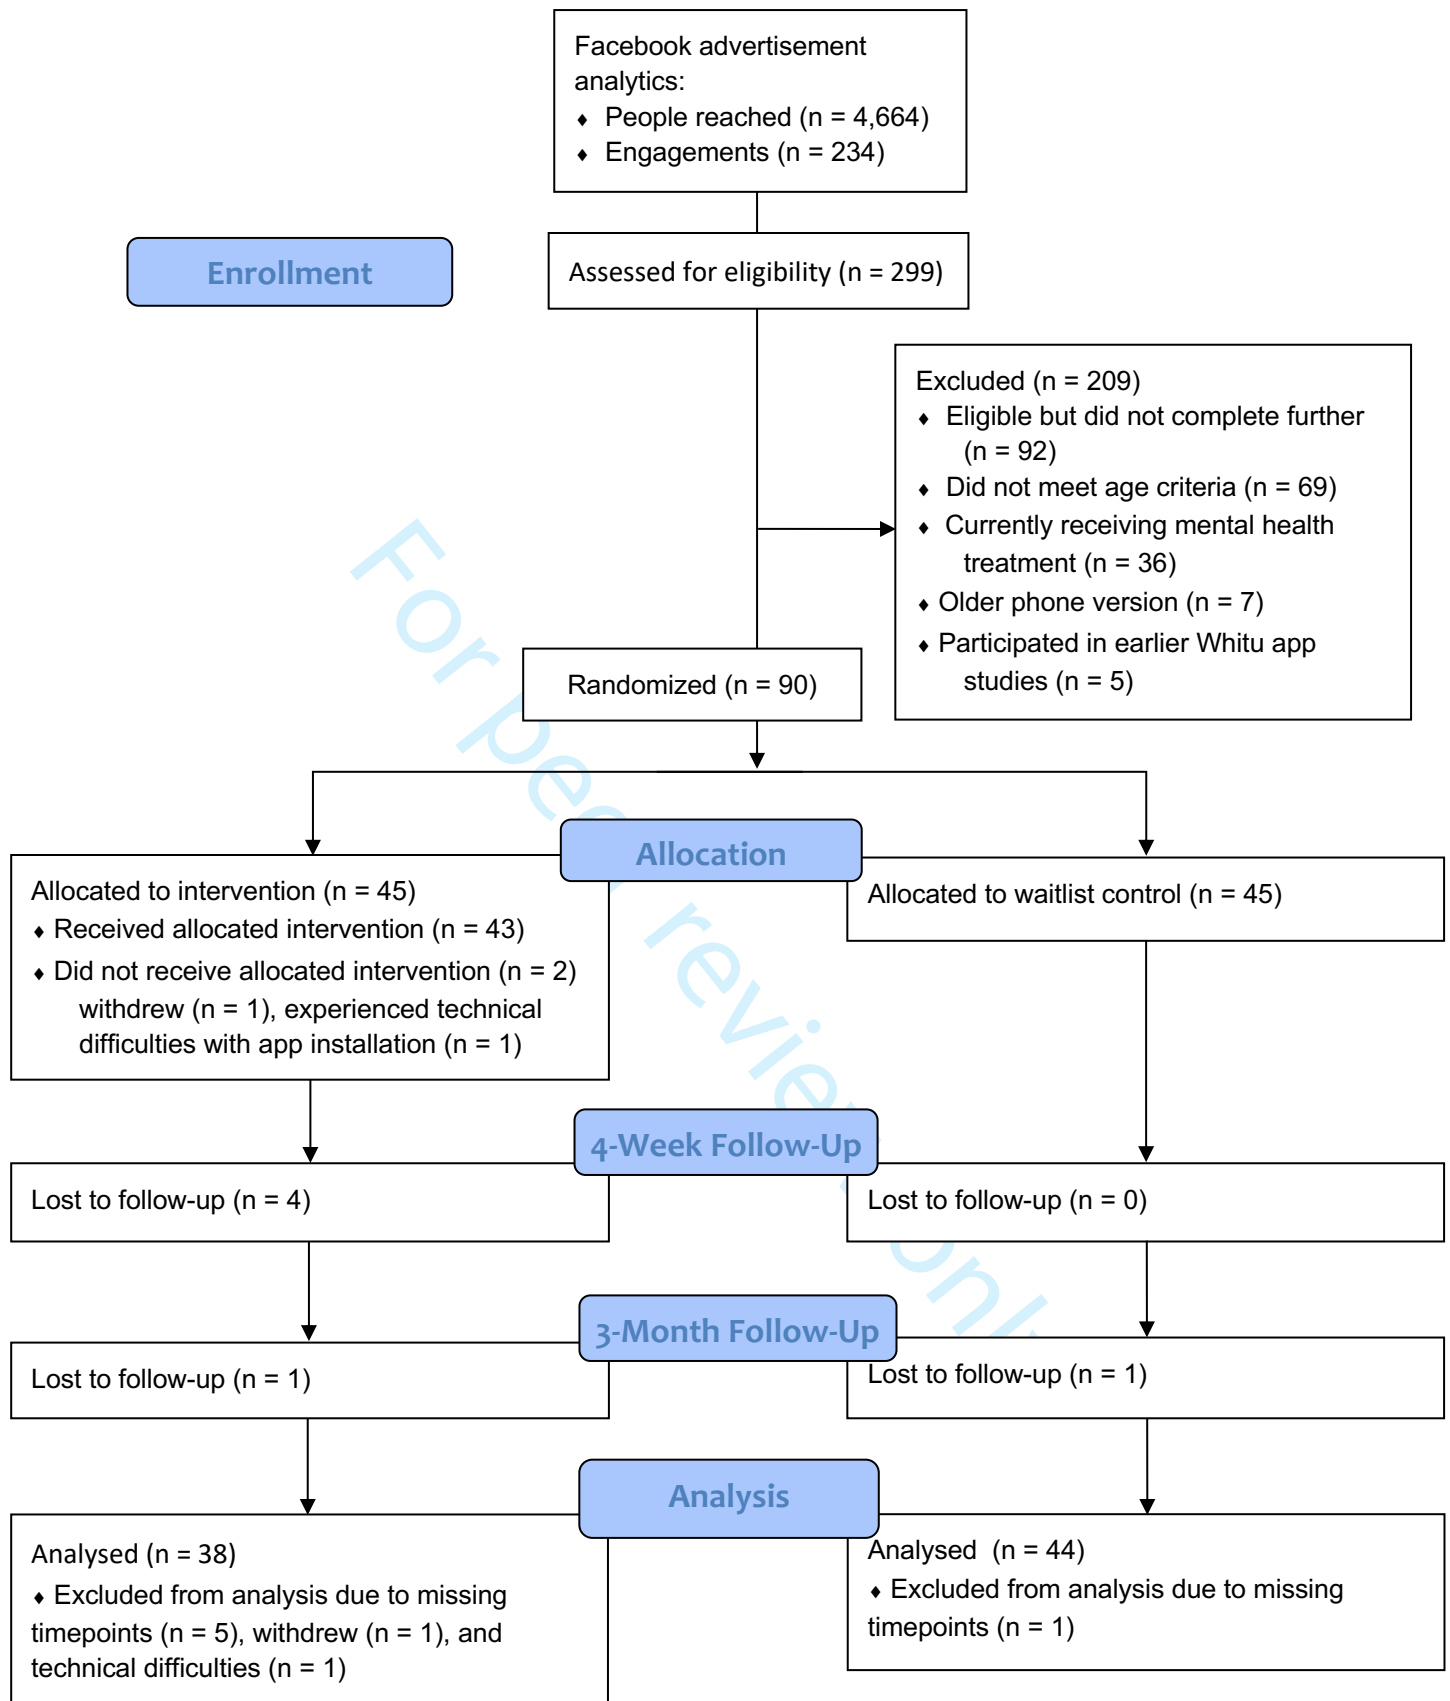 Facebook advertisement
analytics:
♦ People reached (n = 4,664)
♦ Engagements (n = 234)
Enrollment
Assessed for eligibility (n = 299)
Excluded (n = 209)
♦ Eligible but did not complete further
(n = 92)
♦ Did not meet age criteria (n = 69)
♦ Currently receiving mental health
treatment (n = 36)
♦ Older phone version (n = 7)
♦ Participated in earlier Whitu app
studies (n = 5)
Randomized (n = 90)
Allocation
Allocated to intervention (n = 45)
♦ Received allocated intervention (n = 43)
♦ Did not receive allocated intervention (n = 2)
withdrew (n = 1), experienced technical
difficulties with app installation (n = 1)
Allocated to waitlist control (n = 45)
4-Week Follow-Up
Lost to follow-up (n = 4)
Lost to follow-up (n = 0)
3-Month Follow-Up
Lost to follow-up (n = 1)
Lost to follow-up (n = 1)
Analysis
Analysed (n = 38)
♦ Excluded from analysis due to missing
timepoints (n = 5), withdrew (n = 1), and
technical difficulties (n = 1)
Analysed (n = 44)
♦ Excluded from analysis due to missing
timepoints (n = 1)
For peer review only